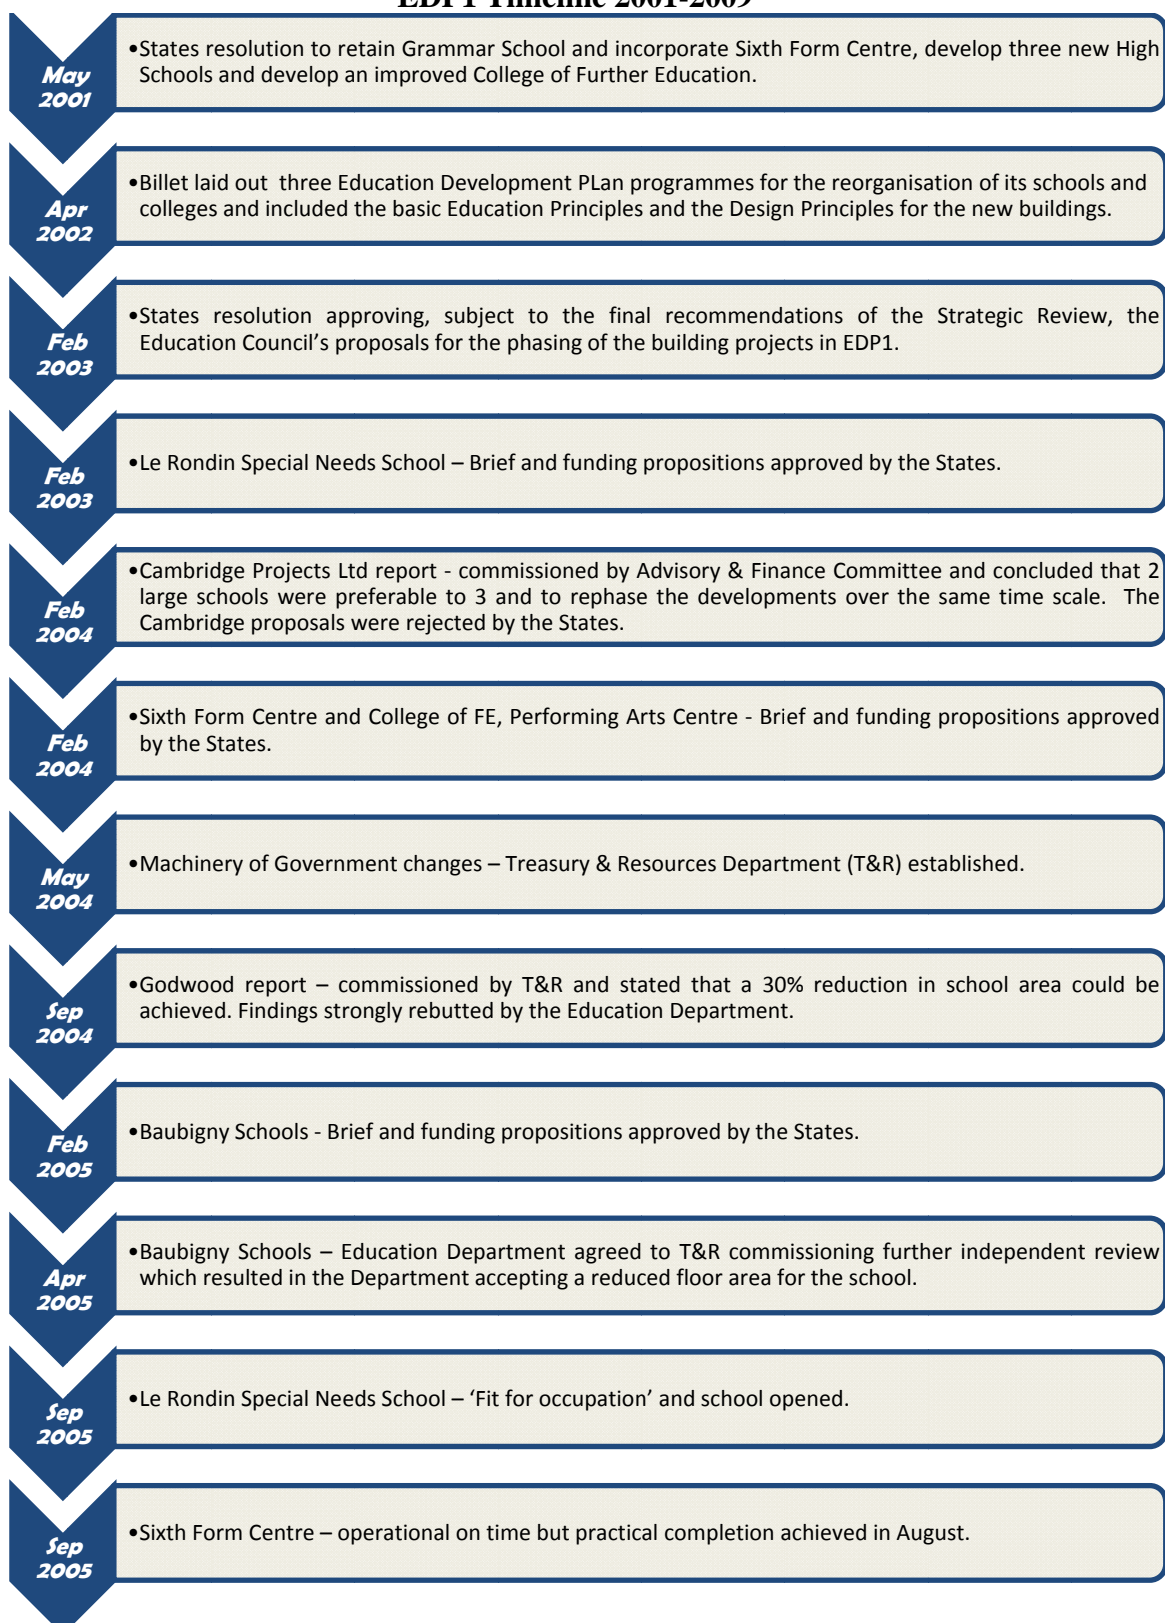 EDP1 Timeline 2001-2009
May
2001
•States resolution to retain Grammar School and incorporate Sixth Form Centre, develop three new High
Schools and develop an improved College of Further Education.
Apr
2002
•Billet laid out three Education Development PLan programmes for the reorganisation of its schools and
colleges and included the basic Education Principles and the Design Principles for the new buildings.
Feb
2003
•States resolution approving, subject to the final recommendations of the Strategic Review, the
Education Council’s proposals for the phasing of the building projects in EDP1.
Feb
2003
•Le Rondin Special Needs School – Brief and funding propositions approved by the States.
Feb
2004
•Cambridge Projects Ltd report - commissioned by Advisory & Finance Committee and concluded that 2
large schools were preferable to 3 and to rephase the developments over the same time scale. The
Cambridge proposals were rejected by the States.
Feb
2004
•Sixth Form Centre and College of FE, Performing Arts Centre - Brief and funding propositions approved
by the States.
May
2004
•Machinery of Government changes – Treasury & Resources Department (T&R) established.
Sep
2004
•Godwood report – commissioned by T&R and stated that a 30% reduction in school area could be
achieved. Findings strongly rebutted by the Education Department.
Feb
2005
•Baubigny Schools - Brief and funding propositions approved by the States.
Apr
2005
•Baubigny Schools – Education Department agreed to T&R commissioning further independent review
which resulted in the Department accepting a reduced floor area for the school.
Sep
2005
•Le Rondin Special Needs School – ‘Fit for occupation’ and school opened.
Sep
2005
•Sixth Form Centre – operational on time but practical completion achieved in August.